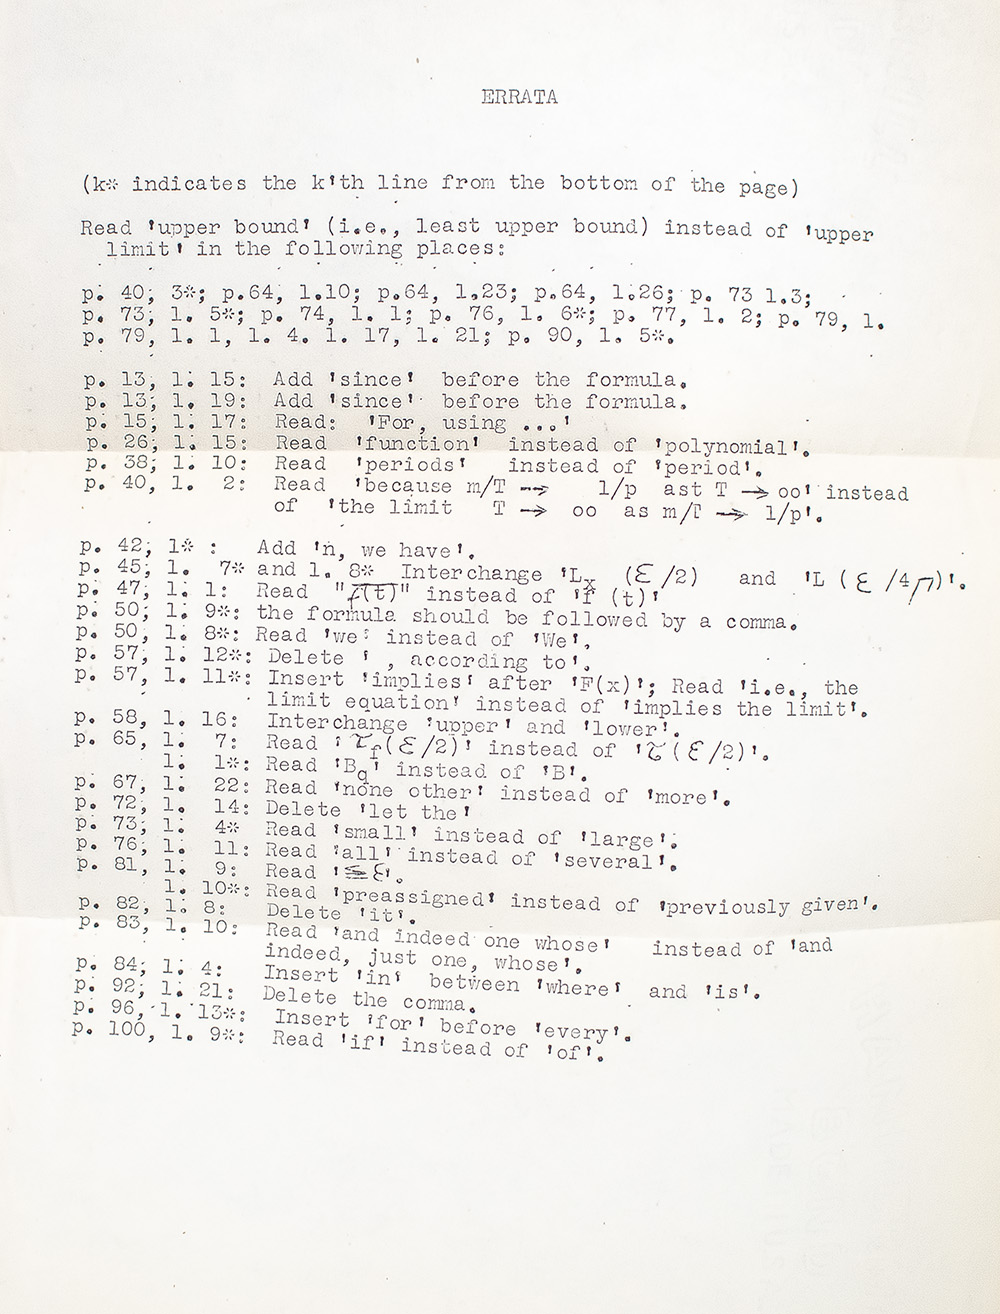 ERRATA
(k* indicates the k'th line from the bottom of the page)
Read 'upper bound' (i.e., least upper bound) instead of 'upper
limit' in the following places:
p. 40; 3*; p.64, l.10; p.64, l.23; p.64, l.26; p. 73 l.3;
p. 73; l. 5*; p. 74, l. l; p. 76, l. 6*; p. 77, l. 2; p. 79, l.
p. 79, l. 1, l. 4. l. 17, l. 21; p. 90, l. 5*.
p. 13, l. 15: Add 'since' before the formula.
p. 13; l. 19: Add 'since' before the formula.
p. 15; l. 17: Read: 'For, using ...'
p. 26; l. 15: Read 'function' instead of 'polynomial'.
p. 38; l. 10: Read 'periods' instead of 'period'.
p. 40, l. 2: Read 'because m/T → l/p ast T → oo' instead
of 'the limit T → oo as m/T → l/p'.
p. 42; l* : Add 'n, we have'.
p. 45; l. 7* and l. 8* Interchange 'Lx (ε/2) and 'L (ε/4π)'.
p. 47; l. l: Read "f(t)" instead of 'f (t)'
p. 50; l. 9*: the formula should be followed by a comma.
p. 50, l. 8*: Read 'we' instead of 'We'.
p. 57, l. 12*: Delete ' , according to'.
p. 57, l. 11*: Insert 'implies' after 'F(x)'; Read 'i.e., the
limit equation' instead of 'implies the limit'.
p. 58, l. 16: Interchange 'upper' and 'lower'.
p. 65, l. 7: Read 'τf(ε/2)' instead of 'τ(ε/2)'.
l. l*: Read 'Bq' instead of 'B'.
p. 67, l. 22: Read 'none other' instead of 'more'.
p. 72, l. 14: Delete 'let the'
p. 73; l. 4* Read 'small' instead of 'large'.
p. 76, l. 11: Read 'all' instead of 'several'.
p. 81, l. 9: Read '≦ε'.
l. 10*: Read 'preassigned' instead of 'previously given'.
p. 82, l. 8: Delete 'it'.
p. 83, l. 10: Read 'and indeed one whose' instead of 'and
indeed, just one, whose'.
p. 84; l. 4: Insert 'in' between 'where' and 'is'.
p. 92; l. 21: Delete the comma.
p. 96, l. 13*: Insert 'for' before 'every'.
p. 100, l. 9*: Read 'if' instead of 'of'.